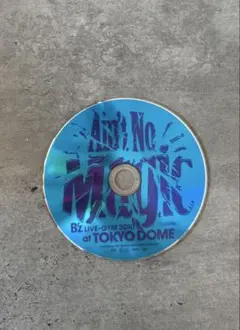 Ain't No
Magic
B'z LIVE-GYM 2010
at TOKYO DOME